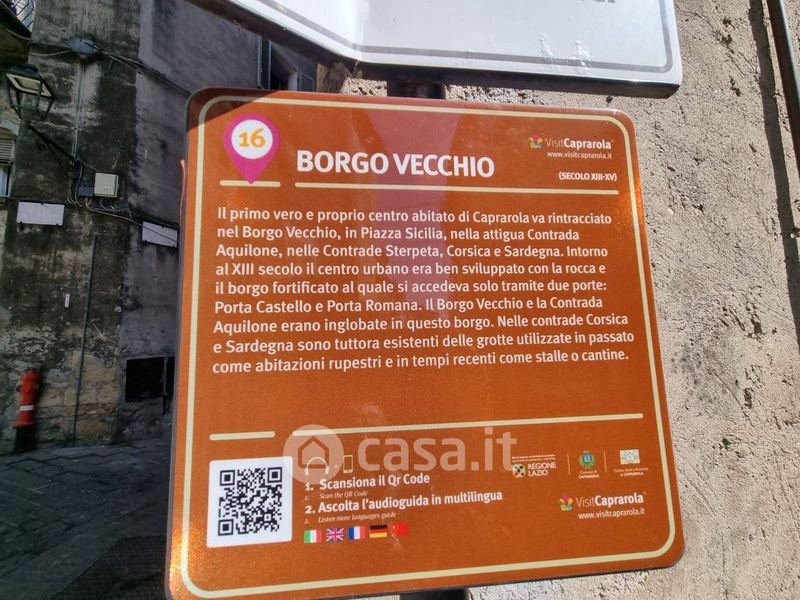 16
BORGO VECCHIO
VisitCaprarola
www.visitcaprarola.it
(SECOLO XIII-XV)
Il primo vero e proprio centro abitato di Caprarola va rintracciato
nel Borgo Vecchio, in Piazza Sicilia, nella attigua Contrada
Aquilone, nelle Contrade Sterpeta, Corsica e Sardegna. Intorno
al XIII secolo il centro urbano era ben sviluppato con la rocca e
il borgo fortificato al quale si accedeva solo tramite due porte:
Porta Castello e Porta Romana. Il Borgo Vecchio e la Contrada
Aquilone erano inglobate in questo borgo. Nelle contrade Corsica
e Sardegna sono tuttora esistenti delle grotte utilizzate in passato
come abitazioni rupestri e in tempi recenti come stalle o cantine.
casa.it
1. Scansiona il Qr Code
1. Scan the QR Code
2. Ascolta l'audioguida in multilingua
2. Listen more languages guide
REGIONE
LAZIO
Comune di
CAPRAROLA
VisitCaprarola
www.visitcaprarola.it